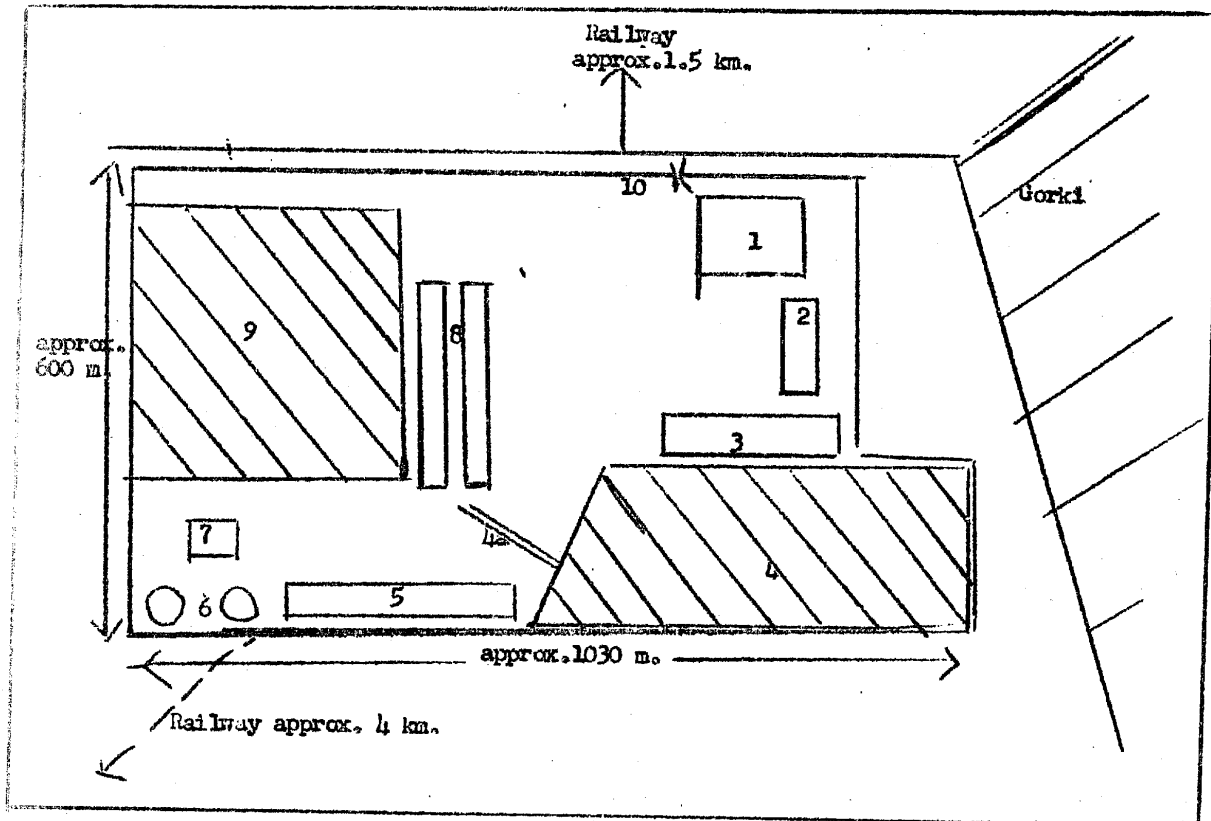 Railway
approx.1.5 km.
10
Gorki
1
2
9
8
approx.
600 m.
3
4a
4
7
5
6
approx.1030 m.
Railway approx. 4 km.